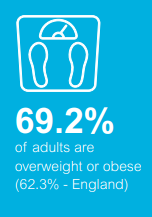 69.2%
of adults are
overweight or obese
(62.3% - England)